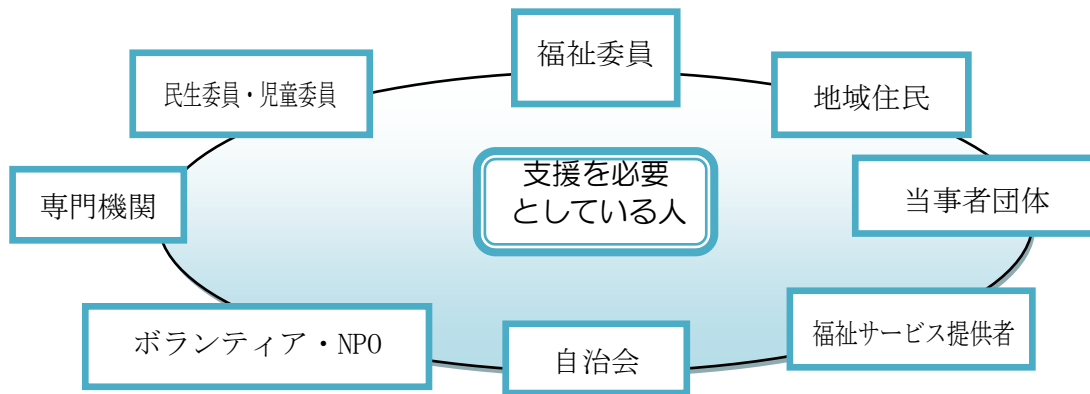 福祉委員
民生委員・児童委員
地域住民
支援を必要
としている人
専門機関
当事者団体
ボランティア・NPO
福祉サービス提供者
自治会